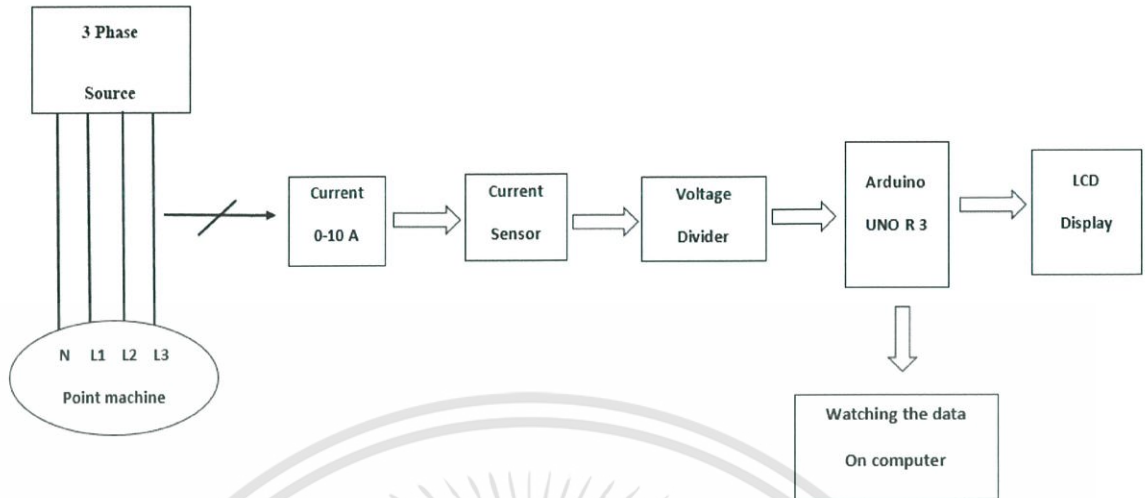 3 Phase
Source
N L1 L2 L3
Point machine
Current
0-10 A
Current
Sensor
Voltage
Divider
Arduino
UNO R 3
LCD
Display
Watching the data
On computer